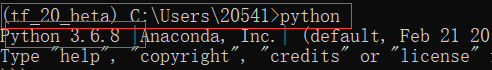 (tf_20_beta) C:\Users\20541>python
Python 3.6.8 |Anaconda, Inc.| (default, Feb 21 20
Type "help", "copyright", "credits" or "license"